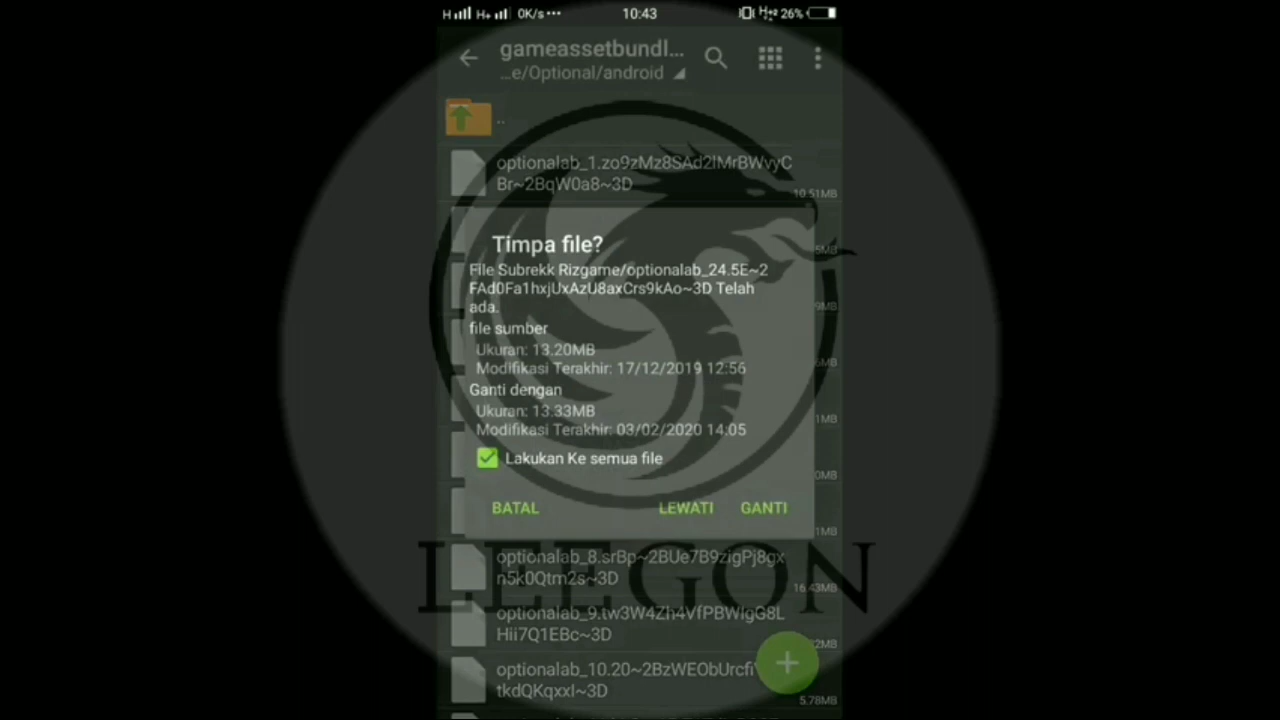 0K/s 10:43 26%
gameassetbundl...
...e/Optional/android
..
optionalab_1.zo9zMz8SAd2lMrBWvyC
Br~2BqW0a8~3D
10.51MB
Timpa file?
File Subrekk Rizgame/optionalab_24.5E~2
FAd0Fa1hxjUxAzU8axCrs9kAo~3D Telah
ada.
file sumber
Ukuran: 13.20MB
Modifikasi Terakhir: 17/12/2019 12:56
Ganti dengan
Ukuran: 13.33MB
Modifikasi Terakhir: 03/02/2020 14:05
Lakukan Ke semua file
BATAL LEWATI GANTI
optionalab_8.srBp~2BUe7B9zigPj8gx
n5k0Qtm2s~3D
16.43MB
LEEGON
optionalab_9.tw3W4Zh4VfPBWIgG8L
Hii7Q1EBc~3D
optionalab_10.20~2BzWEObUrcfi
tkdQKqxxI~3D
5.78MB